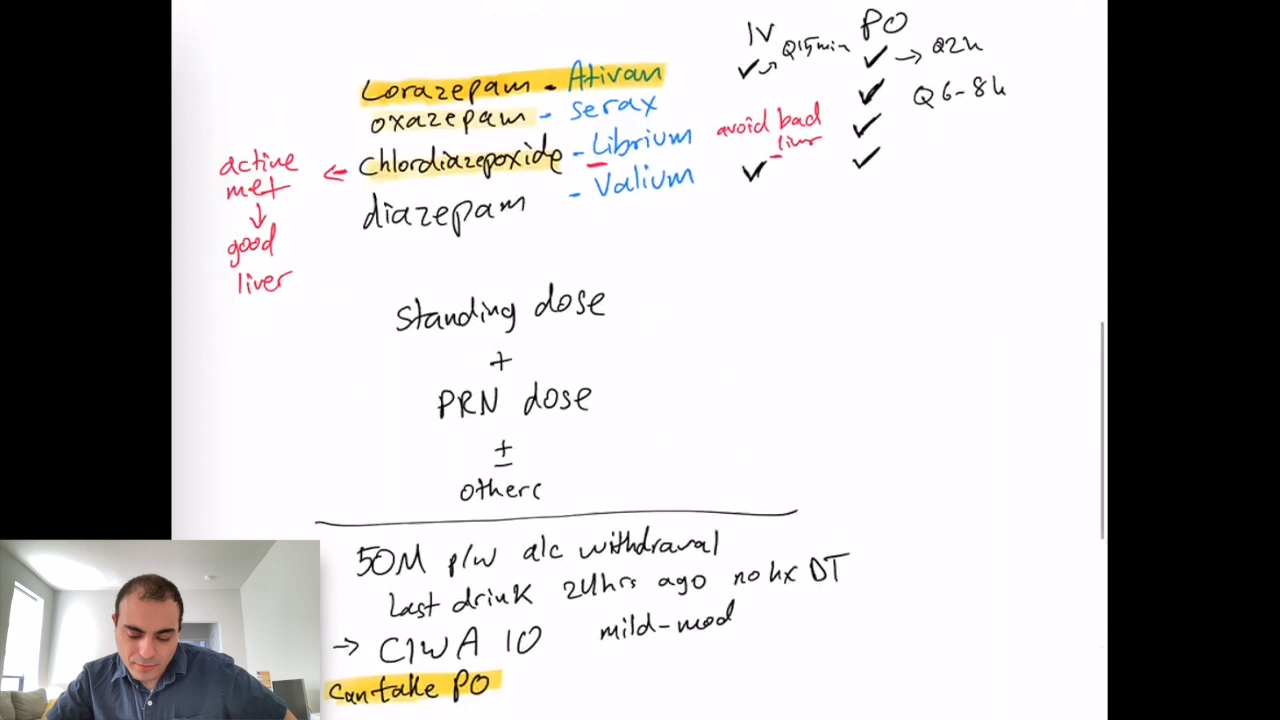 IV PO
Lorazepam - Ativan ✓ → Q15min ✓ → Q2h
oxazepam - Serax ✓ Q6-8h
chlordiazepoxide - Librium avoid bad liver ✓
diazepam - Valium ✓ ✓
← active
met
↓
good
liver
Standing dose
+
PRN dose
±
others
50M p/w alc withdrawal
Last drink 24hrs ago no hx DT
→ CIWA 10 mild-mod
can take PO